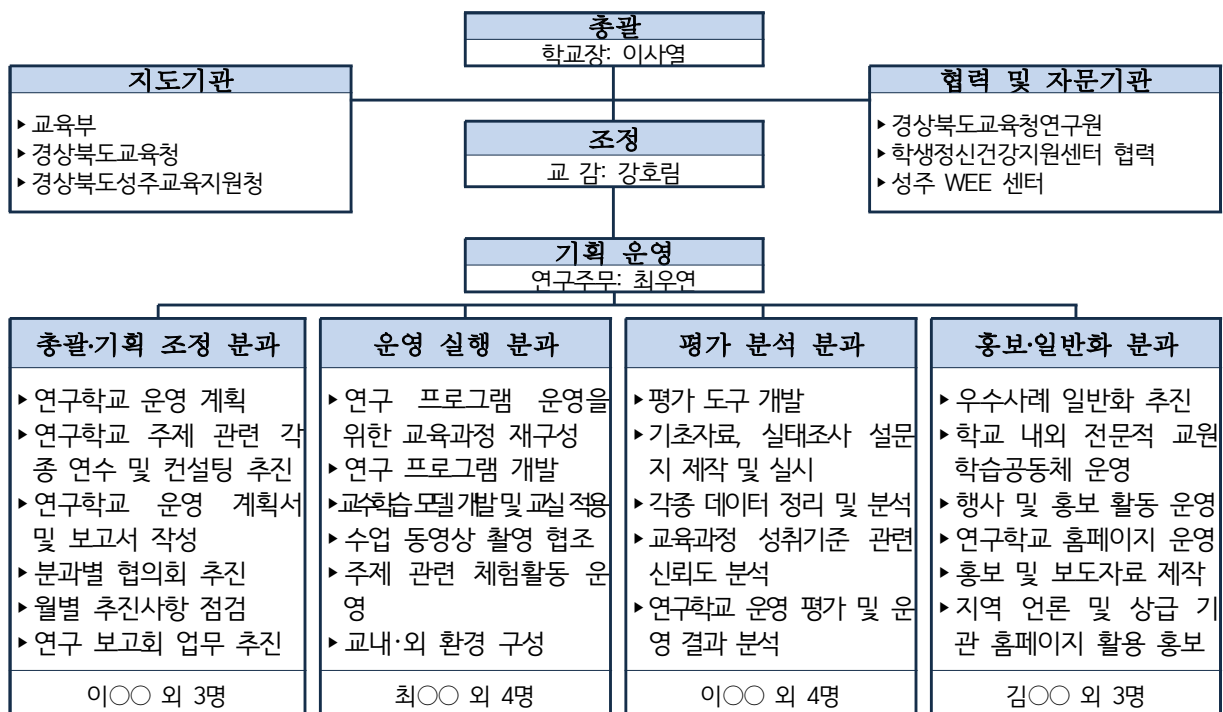 총괄
학교장: 이사열
지도기관
▸교육부
▸경상북도교육청
▸경상북도성주교육지원청
협력 및 자문기관
▸경상북도교육청연구원
▸학생정신건강지원센터 협력
▸성주 WEE 센터
조정
교 감: 강호림
기획 운영
연구주무: 최우연
총괄·기획 조정 분과
▸연구학교 운영 계획
▸연구학교 주제 관련 각
종 연수 및 컨설팅 추진
▸연구학교 운영 계획서
및 보고서 작성
▸분과별 협의회 추진
▸월별 추진사항 점검
▸연구 보고회 업무 추진
이○○ 외 3명
운영 실행 분과
▸연구 프로그램 운영을
위한 교육과정 재구성
▸연구 프로그램 개발
▸교수학습 모델 개발 및 교실 적용
▸수업 동영상 촬영 협조
▸주제 관련 체험활동 운
영
▸교내·외 환경 구성
최○○ 외 4명
평가 분석 분과
▸평가 도구 개발
▸기초자료, 실태조사 설문
지 제작 및 실시
▸각종 데이터 정리 및 분석
▸교육과정 성취기준 관련
신뢰도 분석
▸연구학교 운영 평가 및 운
영 결과 분석
이○○ 외 4명
홍보·일반화 분과
▸우수사례 일반화 추진
▸학교 내외 전문적 교원
학습공동체 운영
▸행사 및 홍보 활동 운영
▸연구학교 홈페이지 운영
▸홍보 및 보도자료 제작
▸지역 언론 및 상급 기
관 홈페이지 활용 홍보
김○○ 외 3명